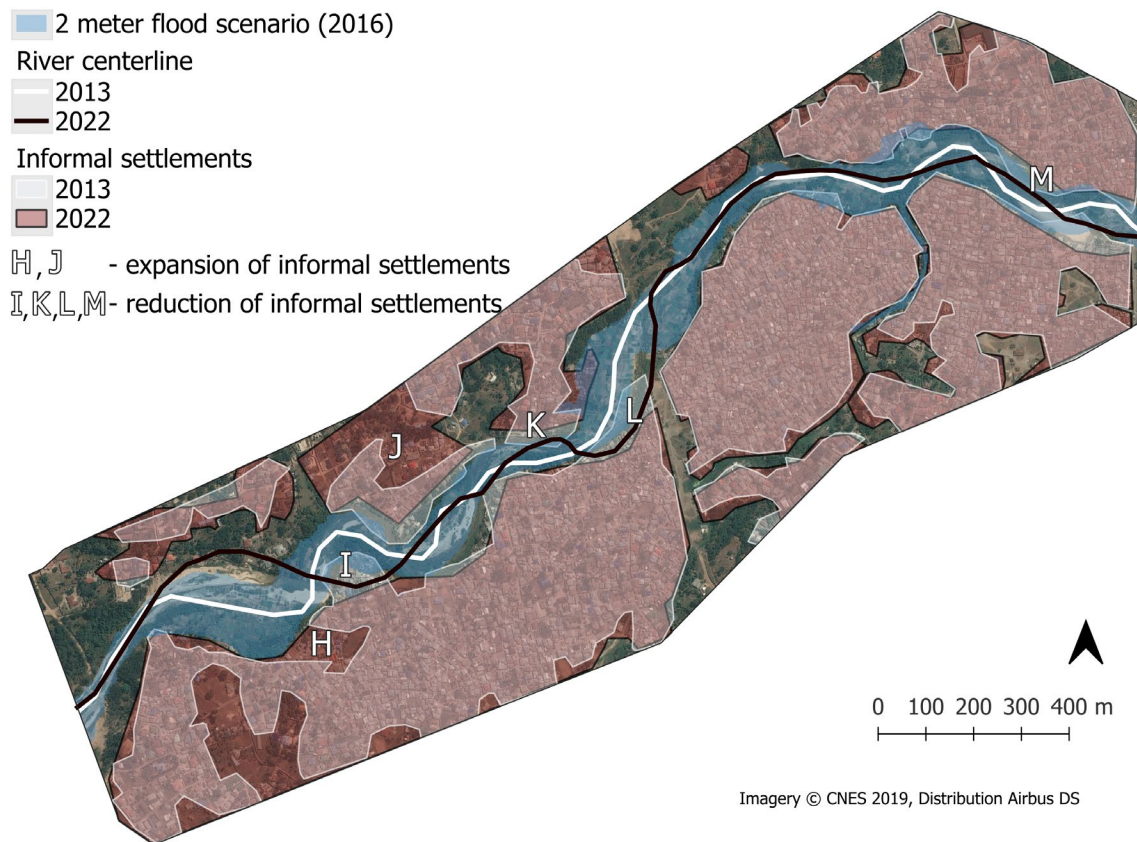 2 meter flood scenario (2016)
River centerline
2013
2022
Informal settlements
2013
2022
H, J - expansion of informal settlements
I,K,L,M- reduction of informal settlements
M
L
K
J
I
H
0 100 200 300 400 m
Imagery © CNES 2019, Distribution Airbus DS